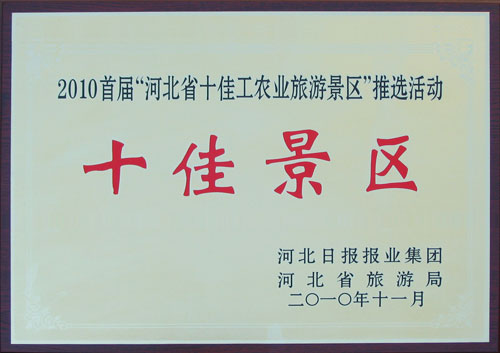 2010首届“河北省十佳工农业旅游景区”推选活动
十佳景区
河北日报报业集团
河北省旅游局
二〇一〇年十一月